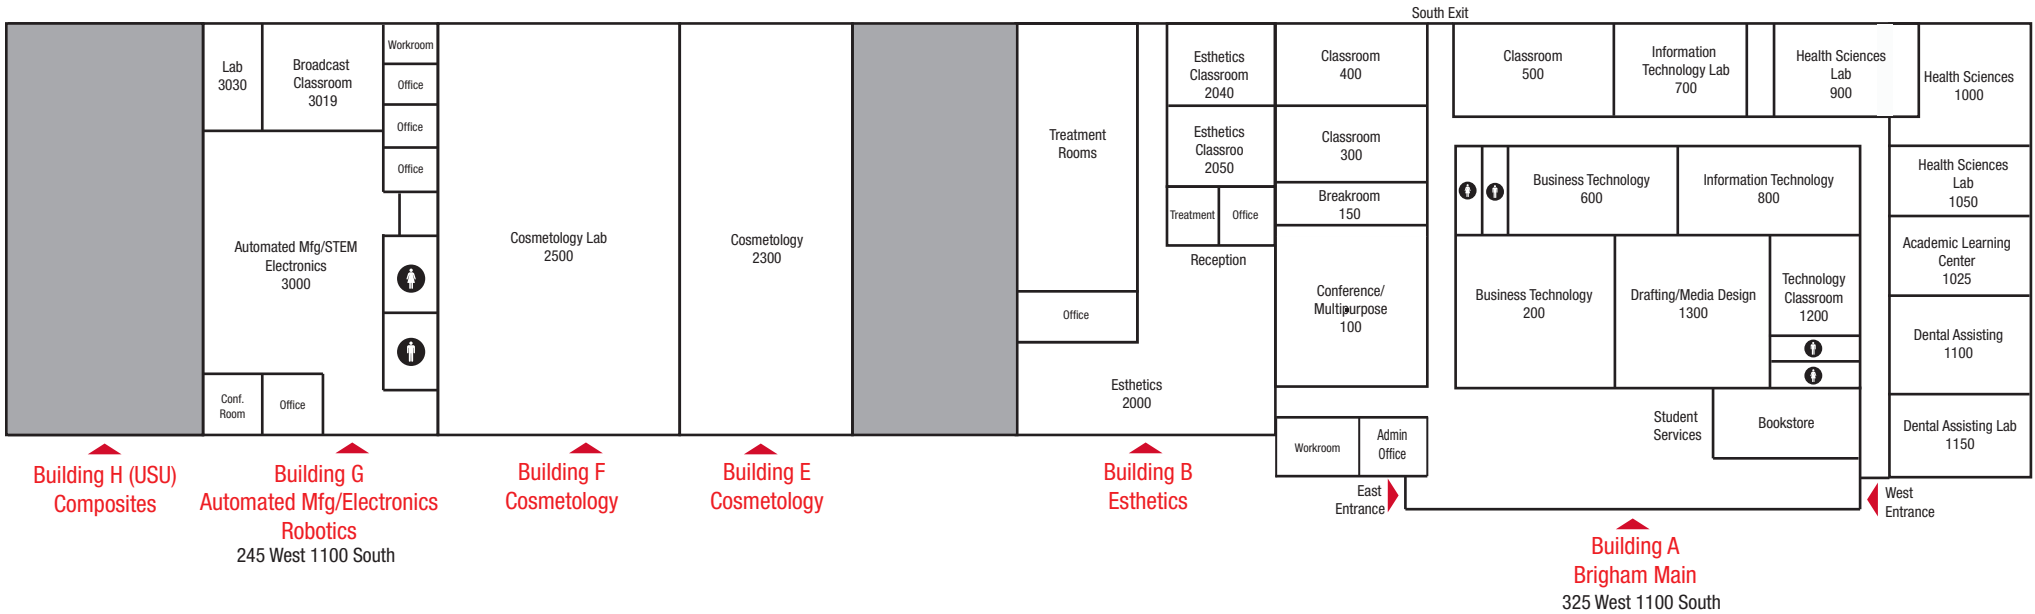 South Exit
Lab
3030
Broadcast
Classroom
3019
Workroom
Office
Office
Office
Automated Mfg/STEM
Electronics
3000
Conf.
Room
Office
Cosmetology Lab
2500
Cosmetology
2300
Treatment
Rooms
Office
Esthetics
Classroom
2040
Esthetics
Classroo
2050
Treatment
Office
Reception
Esthetics
2000
Classroom
400
Classroom
300
Breakroom
150
Conference/
Multipurpose
100
Workroom
Admin
Office
Classroom
500
Information
Technology Lab
700
Health Sciences
Lab
900
Health Sciences
1000
Business Technology
600
Information Technology
800
Health Sciences
Lab
1050
Business Technology
200
Drafting/Media Design
1300
Technology
Classroom
1200
Academic Learning
Center
1025
Dental Assisting
1100
Student
Services
Bookstore
Dental Assisting Lab
1150
East
Entrance
West
Entrance
Building H (USU)
Composites
Building G
Automated Mfg/Electronics
Robotics
245 West 1100 South
Building F
Cosmetology
Building E
Cosmetology
Building B
Esthetics
Building A
Brigham Main
325 West 1100 South